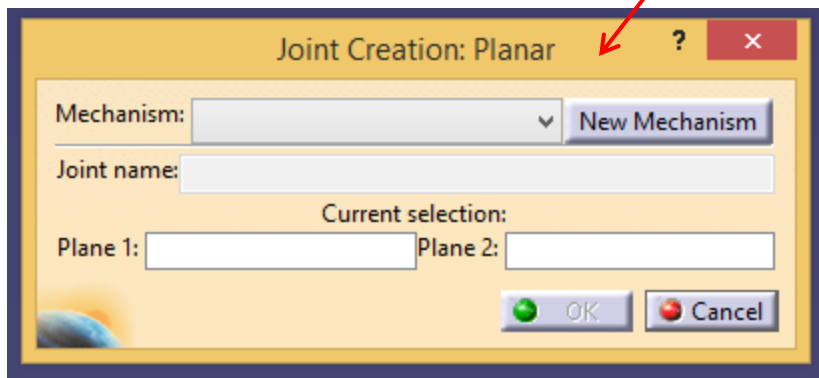 Joint Creation: Planar ? ×
Mechanism: New Mechanism
Joint name:
Current selection:
Plane 1: Plane 2:
OK Cancel